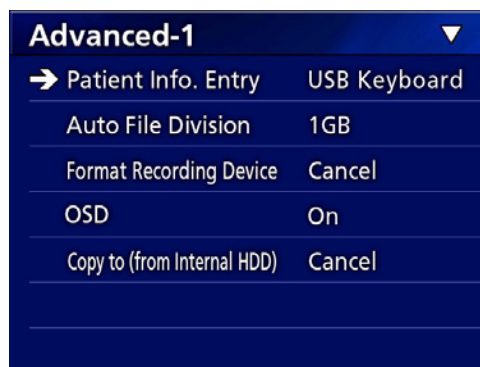 Advanced-1
Patient Info. Entry USB Keyboard
Auto File Division 1GB
Format Recording Device Cancel
OSD On
Copy to (from Internal HDD) Cancel